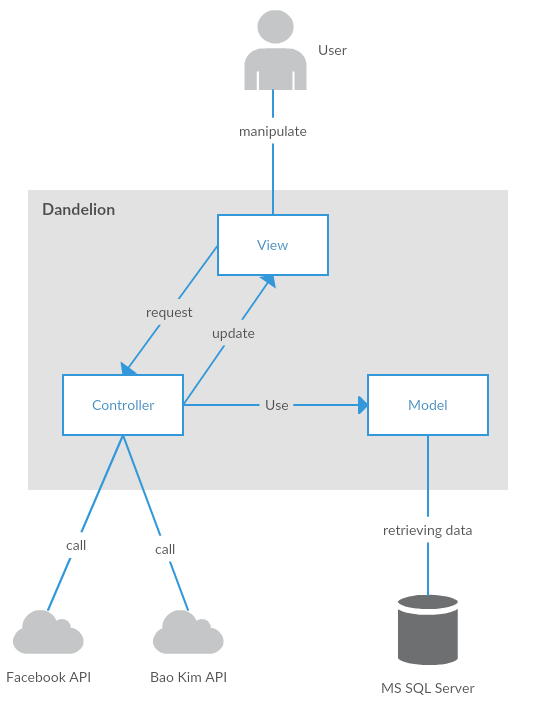 User
manipulate
Dandelion
View
request
update
Controller
Use
Model
call
call
retrieving data
Facebook API
Bao Kim API
MS SQL Server